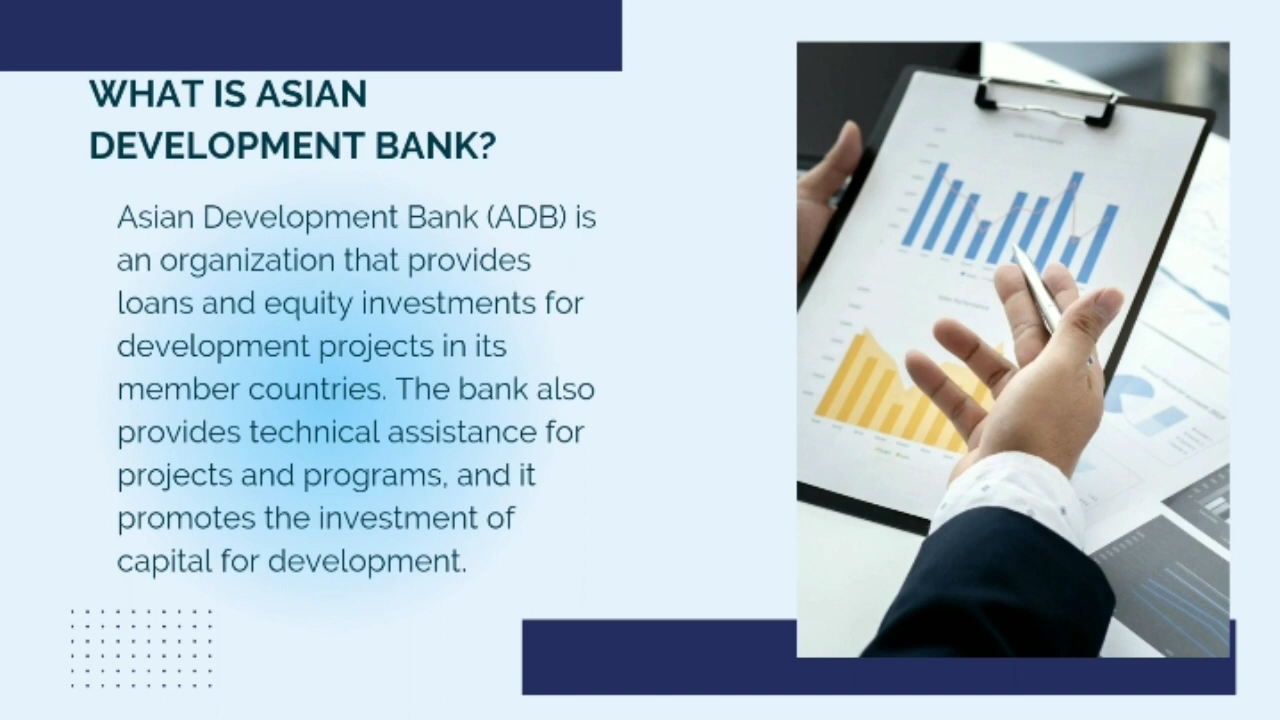 WHAT IS ASIAN
DEVELOPMENT BANK?
Asian Development Bank (ADB) is
an organization that provides
loans and equity investments for
development projects in its
member countries. The bank also
provides technical assistance for
projects and programs, and it
promotes the investment of
capital for development.